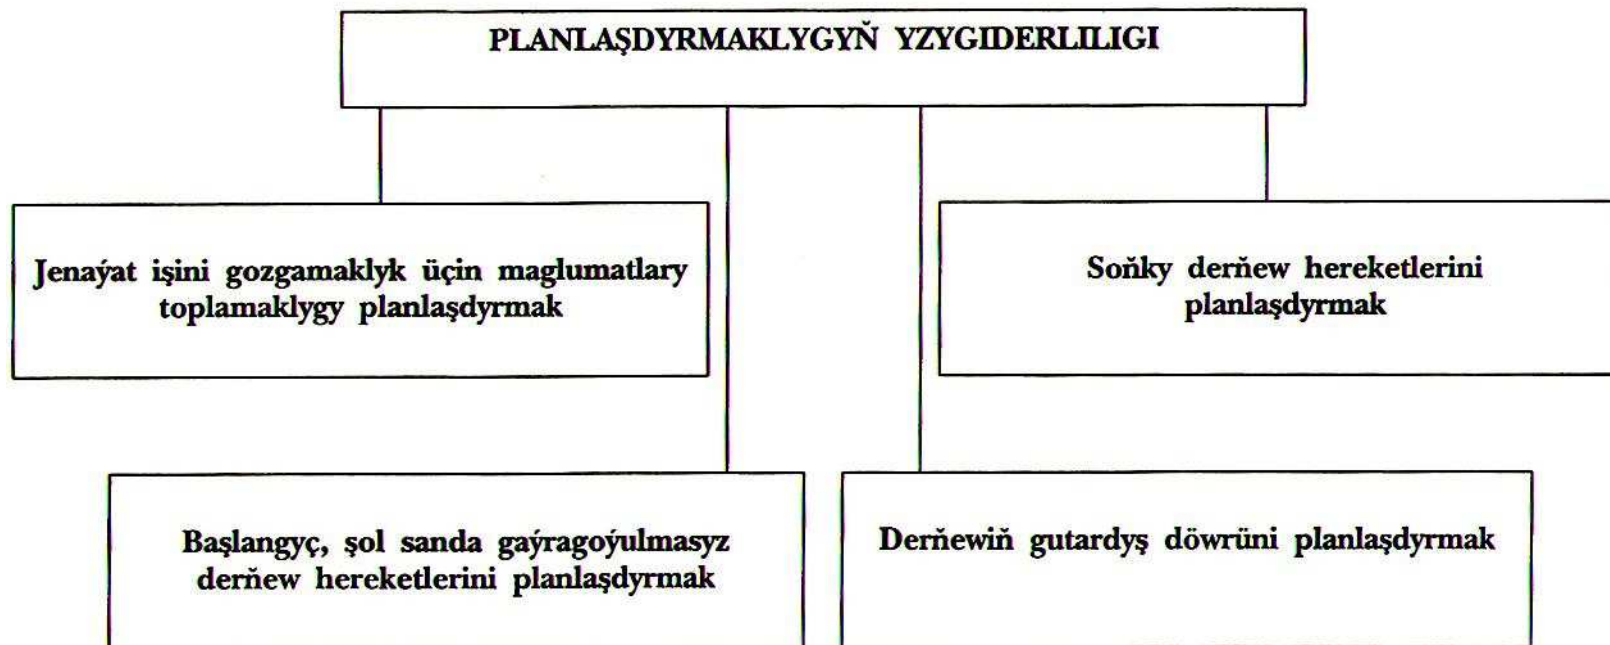 PLANLAŞDYRMAKLYGYŇ YZYGIDERLILIGI
Jenaýat işini gozgamaklyk üçin maglumatlary
toplamaklygy planlaşdyrmak
Soňky derňew hereketlerini
planlaşdyrmak
Başlangyç, şol sanda gaýragoýulmasyz
derňew hereketlerini planlaşdyrmak
Derňewiň gutardyş döwrüni planlaşdyrmak